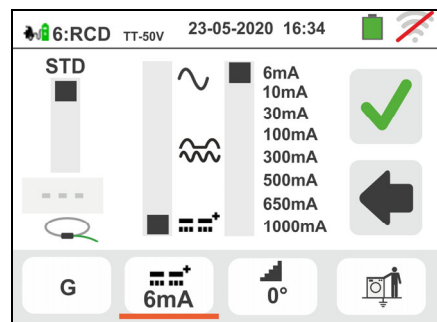 6:RCD TT-50V 23-05-2020 16:34
STD
6mA
10mA
30mA
100mA
300mA
500mA
650mA
1000mA
- - -
G
6mA
0°